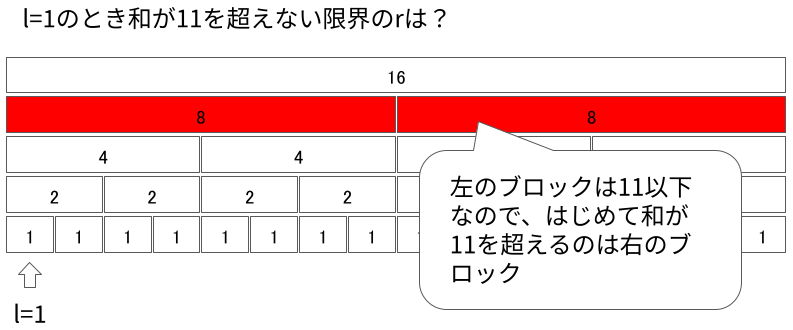 l=1のとき和が11を超えない限界のrは？
16
8 8
4 4
2 2 2 2
1 1 1 1 1 1 1 1 1
左のブロックは11以下
なので、はじめて和が
11を超えるのは右のブ
ロック
l=1